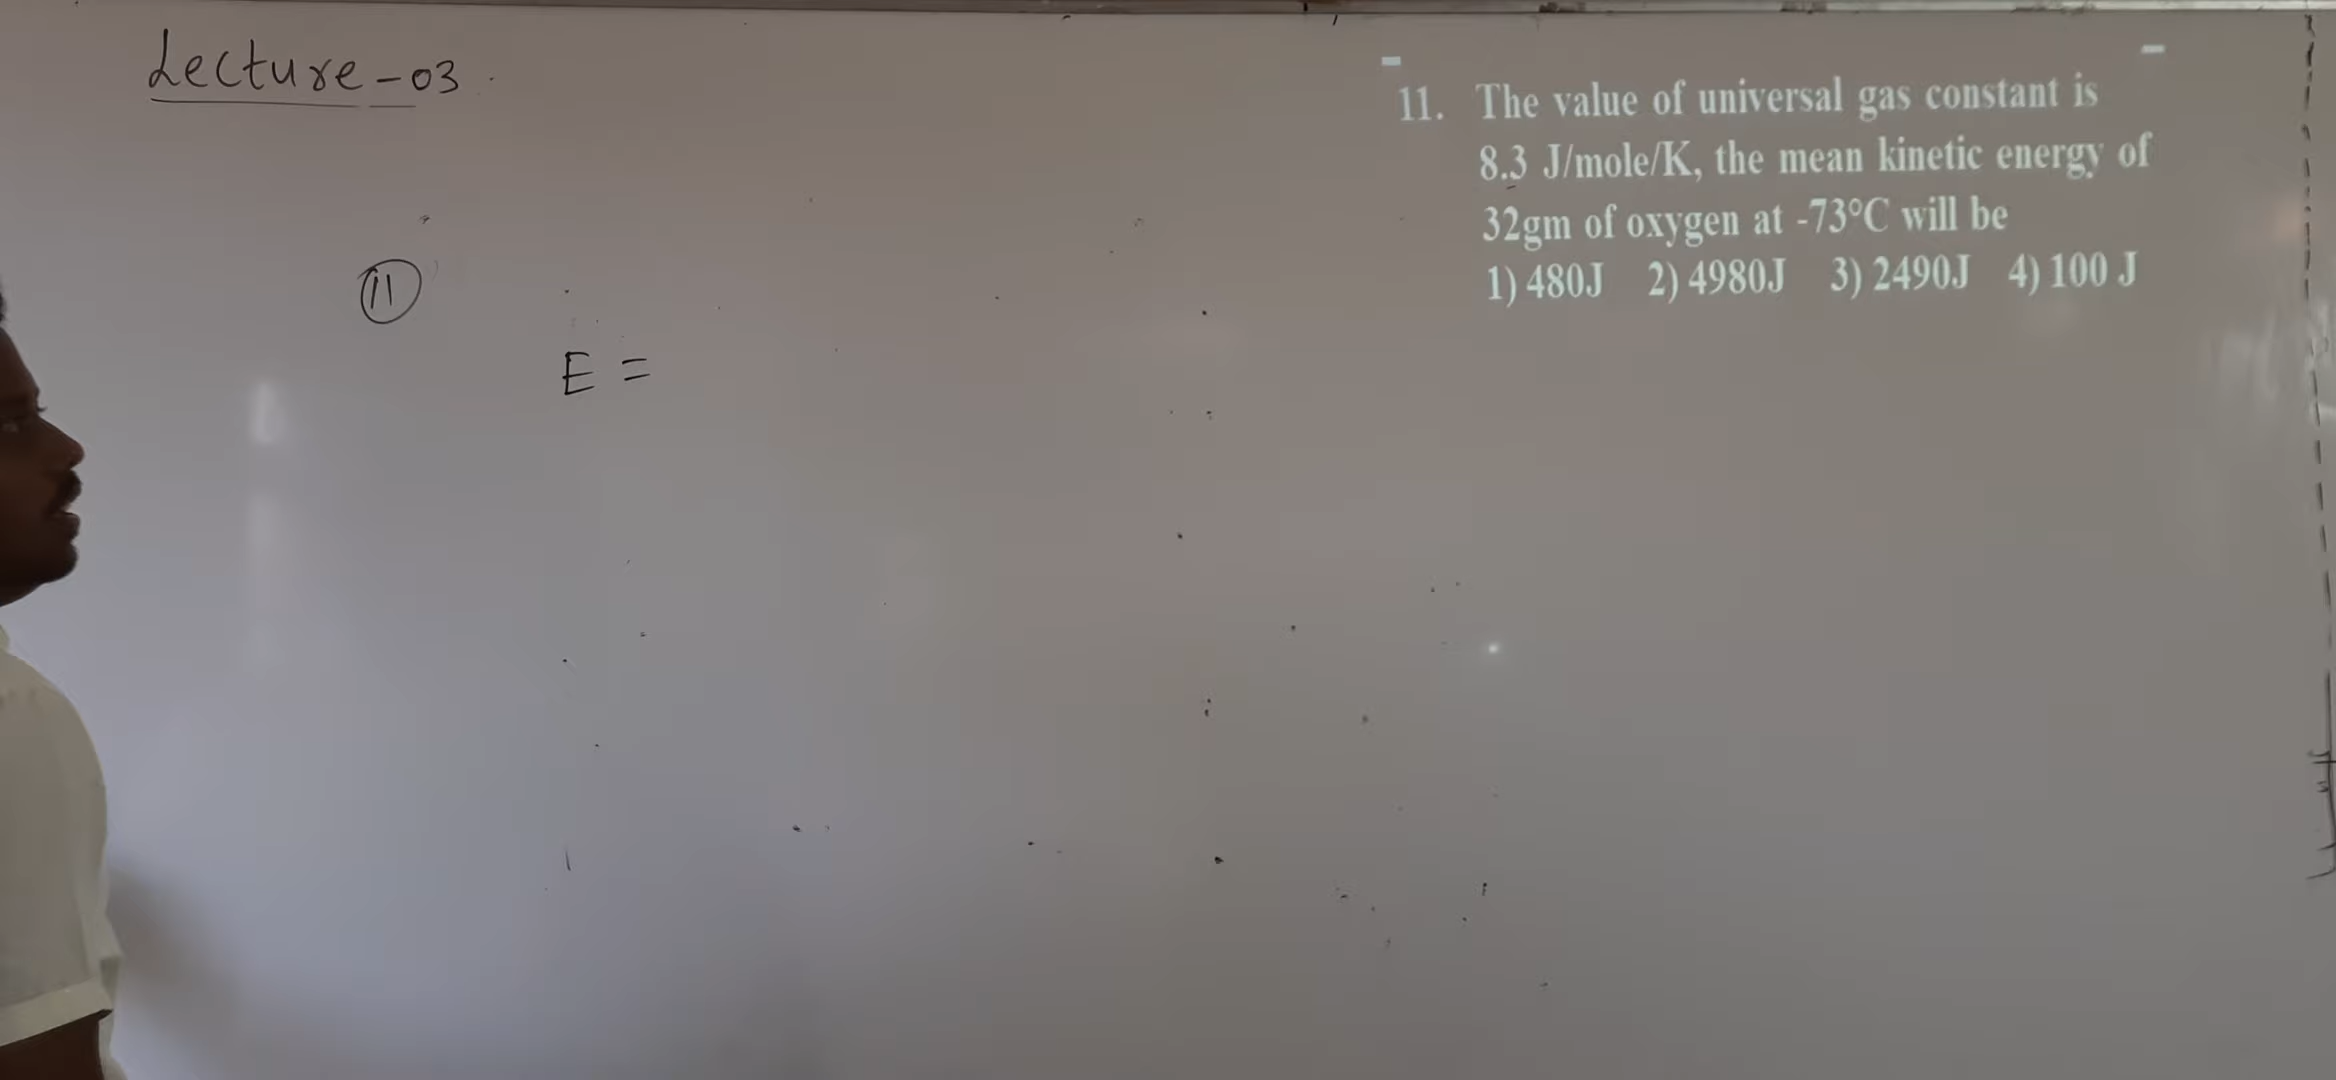 Lecture-03
11. The value of universal gas constant is
8.3 J/mole/K, the mean kinetic energy of
32gm of oxygen at -73°C will be
1) 480J 2) 4980J 3) 2490J 4) 100 J
11
E =